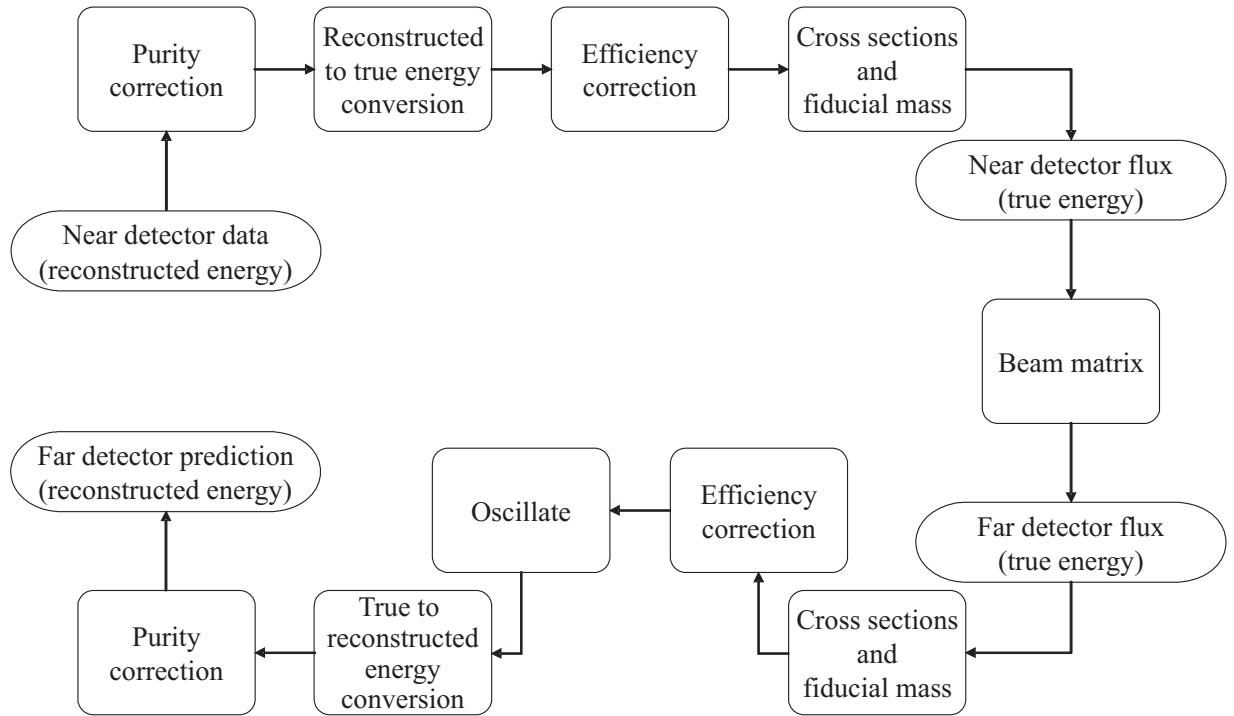 Purity
correction
Reconstructed
to true energy
conversion
Efficiency
correction
Cross sections
and
fiducial mass
Near detector data
(reconstructed energy)
Near detector flux
(true energy)
Beam matrix
Far detector flux
(true energy)
Cross sections
and
fiducial mass
Efficiency
correction
Oscillate
True to
reconstructed
energy
conversion
Purity
correction
Far detector prediction
(reconstructed energy)